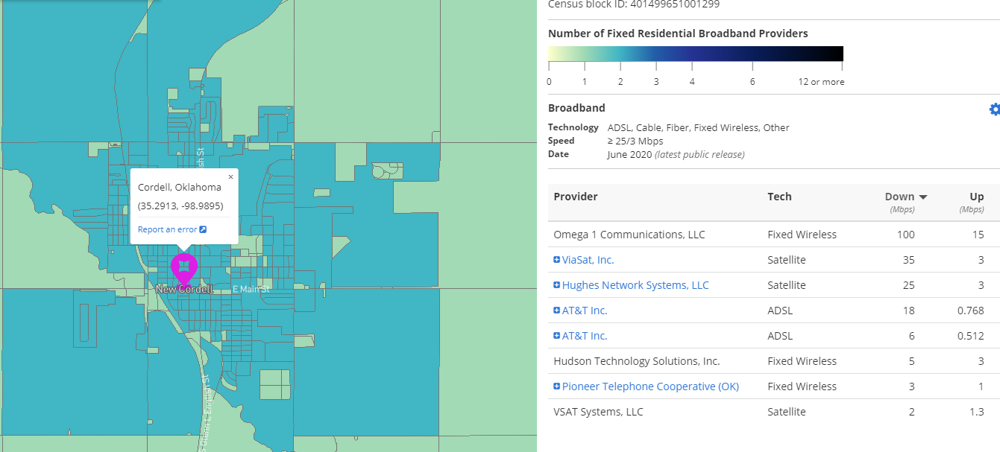 ish St
×
Cordell, Oklahoma
(35.2913, -98.9895)
Report an error
New Cordell
E Main St
Glenn E English St
Census block ID: 401499651001299
Number of Fixed Residential Broadband Providers
0 1 2 3 4 6 12 or more
Broadband
Technology ADSL, Cable, Fiber, Fixed Wireless, Other
Speed ≥ 25/3 Mbps
Date June 2020 (latest public release)
Provider Tech Down Up
(Mbps) (Mbps)
Omega 1 Communications, LLC Fixed Wireless 100 15
ViaSat, Inc. Satellite 35 3
Hughes Network Systems, LLC Satellite 25 3
AT&T Inc. ADSL 18 0.768
AT&T Inc. ADSL 6 0.512
Hudson Technology Solutions, Inc. Fixed Wireless 5 3
Pioneer Telephone Cooperative (OK) Fixed Wireless 3 1
VSAT Systems, LLC Satellite 2 1.3